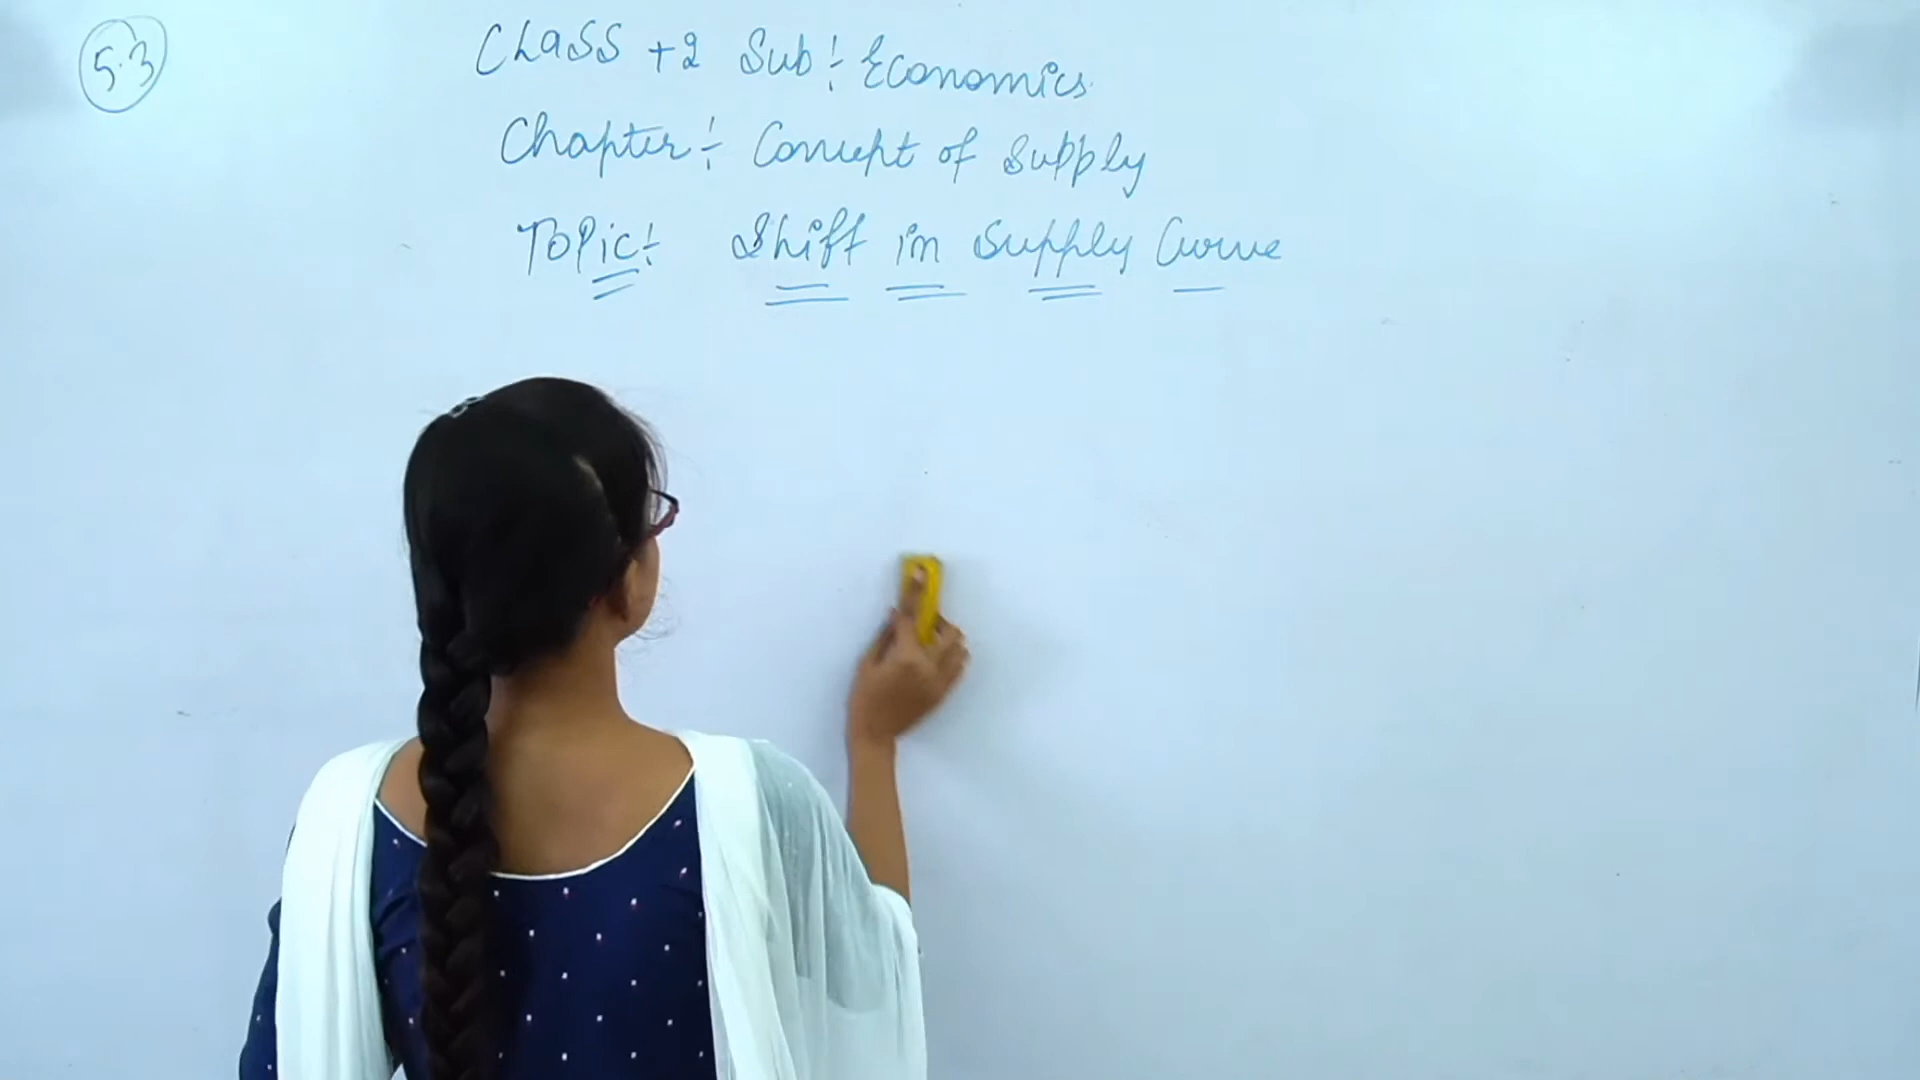 5.3
Class +2 Sub:- Economics
Chapter:- Concept of Supply
Topic:- Shift in Supply Curve